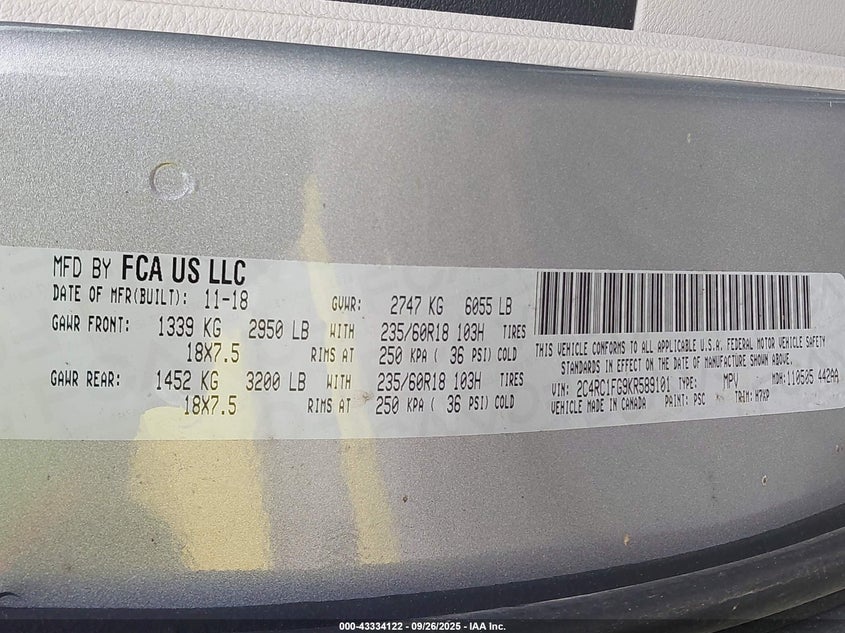 MFD BY FCA US LLC
DATE OF MFR(BUILT): 11-18 GVWR: 2747 KG 6055 LB
GAWR FRONT: 1339 KG 2950 LB WITH 235/60R18 103H TIRES
18X7.5 RIMS AT 250 KPA ( 36 PSI) COLD
GAWR REAR: 1452 KG 3200 LB WITH 235/60R18 103H TIRES
18X7.5 RIMS AT 250 KPA ( 36 PSI) COLD
THIS VEHICLE CONFORMS TO ALL APPLICABLE U.S.A. FEDERAL MOTOR VEHICLE SAFETY
STANDARDS IN EFFECT ON THE DATE OF MANUFACTURE SHOWN ABOVE.
VIN: 2C4RC1FG9KR589101 TYPE: MPV MDH: 110505 442AA
VEHICLE MADE IN CANADA PAINT: PSC TRIM: H7XP
000-43334122 - 09/26/2025 - IAA Inc.